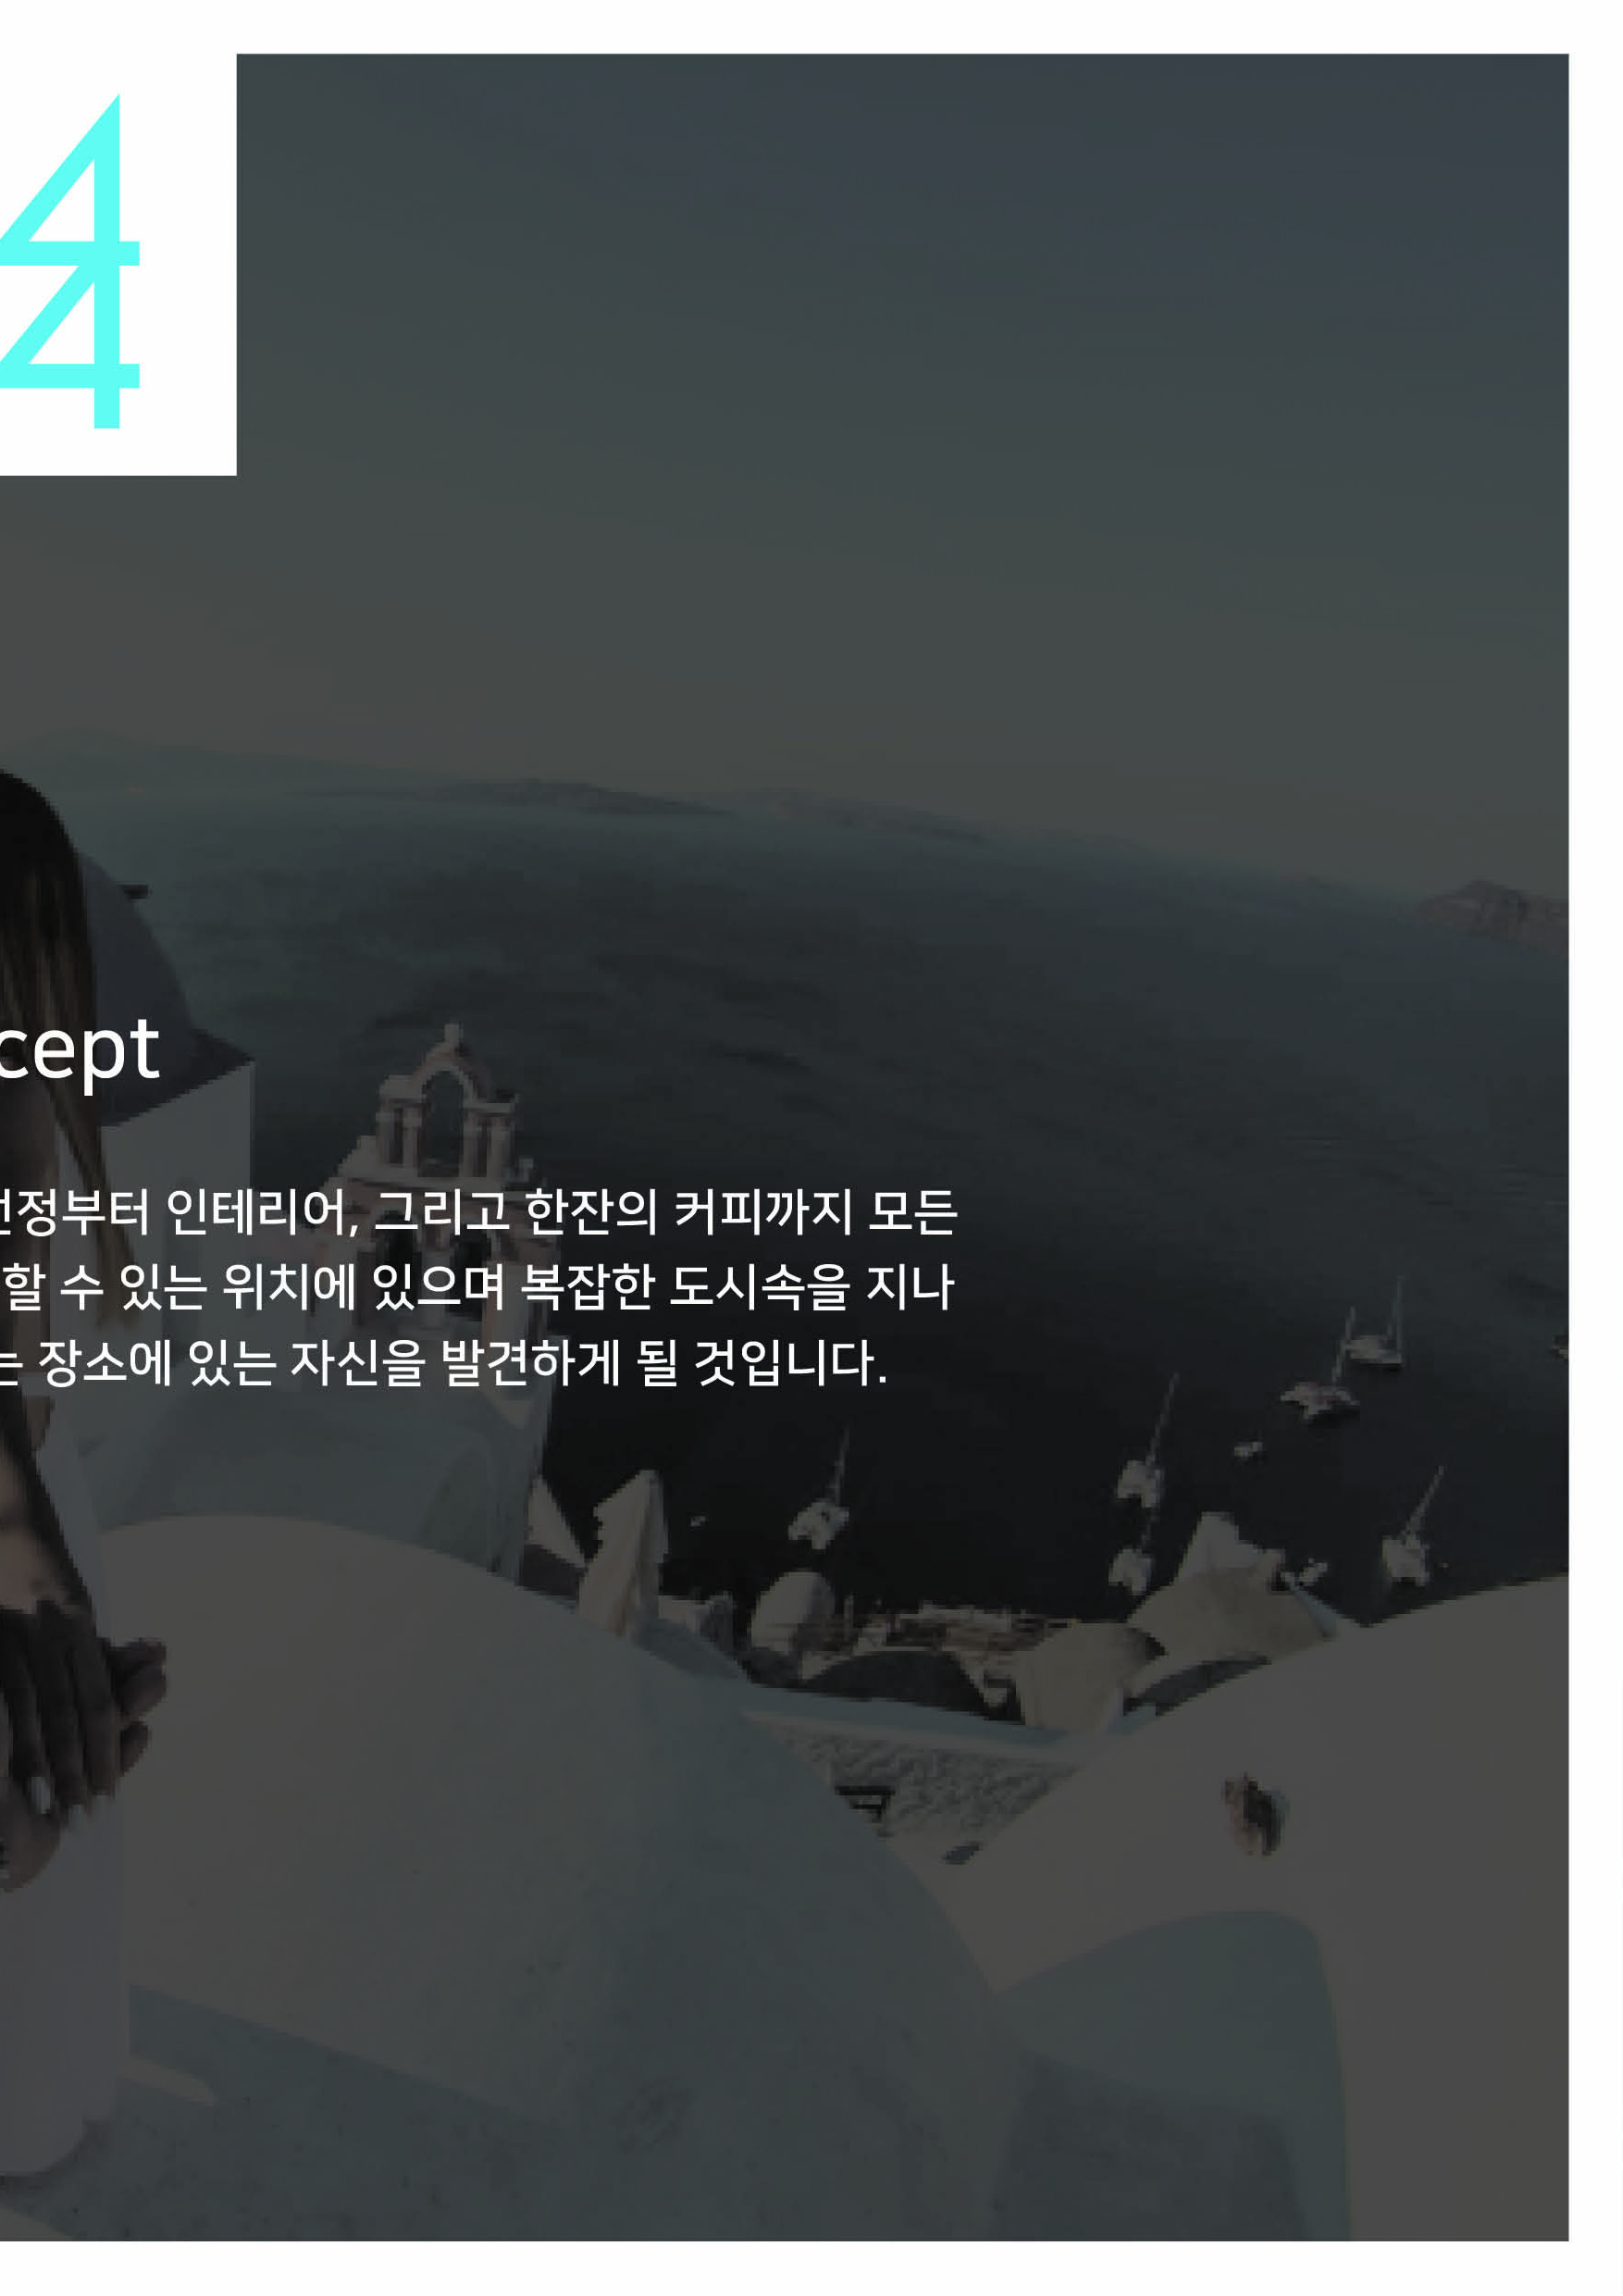 4
4
cept
선정부터 인테리어, 그리고 한잔의 커피까지 모든
할 수 있는 위치에 있으며 복잡한 도시속을 지나
는 장소에 있는 자신을 발견하게 될 것입니다.